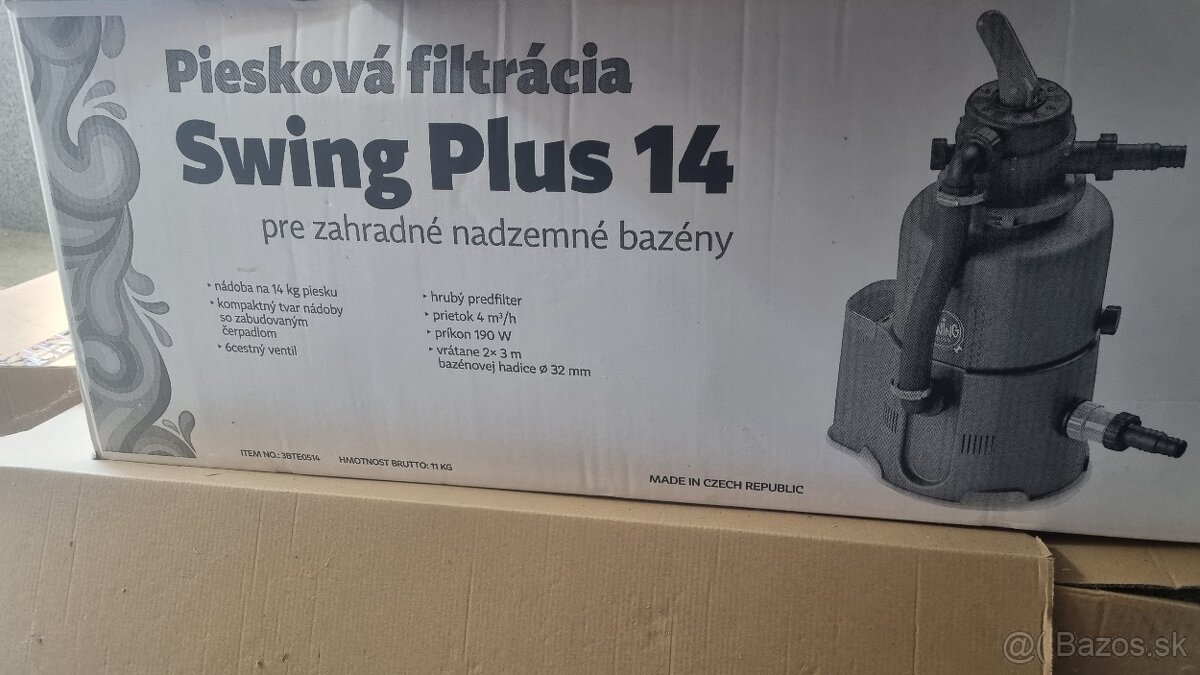 Piesková filtrácia
Swing Plus 14
pre zahradné nadzemné bazény
‣ nádoba na 14 kg piesku
‣ kompaktný tvar nádoby
so zabudovaným
čerpadlom
‣ 6cestný ventil
‣ hrubý predfilter
‣ prietok 4 m³/h
‣ príkon 190 W
‣ vrátane 2× 3 m
bazénovej hadice ø 32 mm
ITEM NO.: 3BTE0514
HMOTNOST BRUTTO: 11 KG
MADE IN CZECH REPUBLIC
@( Bazos.sk